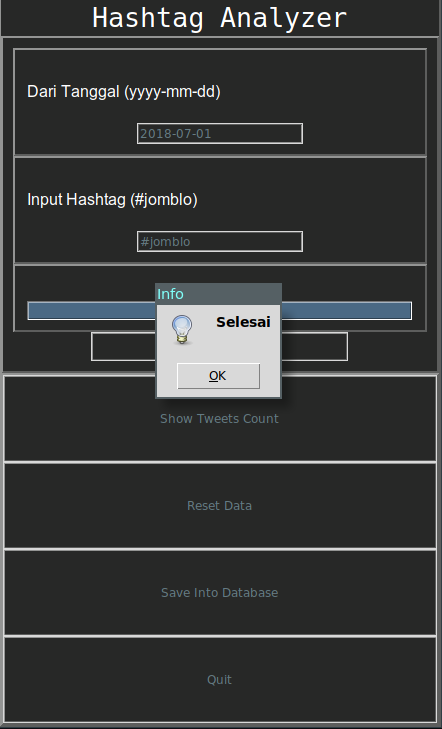 Hashtag Analyzer
Dari Tanggal (yyyy-mm-dd)
2018-07-01
Input Hashtag (#jomblo)
#jomblo
Info
Selesai
OK
Show Tweets Count
Reset Data
Save Into Database
Quit